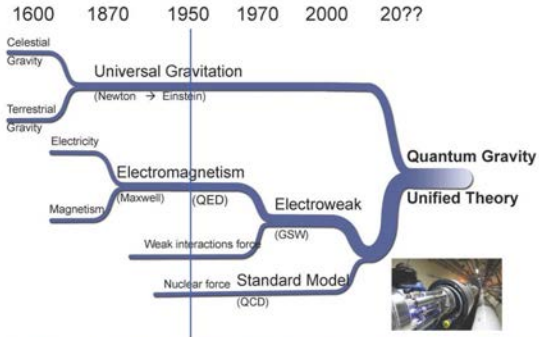 1600 1870 1950 1970 2000 20??
Celestial
Gravity
Universal Gravitation
(Newton → Einstein)
Terrestrial
Gravity
Electricity
Quantum Gravity
Electromagnetism
(Maxwell) (QED)
Unified Theory
Electroweak
Magnetism
(GSW)
Weak interactions force
Nuclear force Standard Model
(QCD)